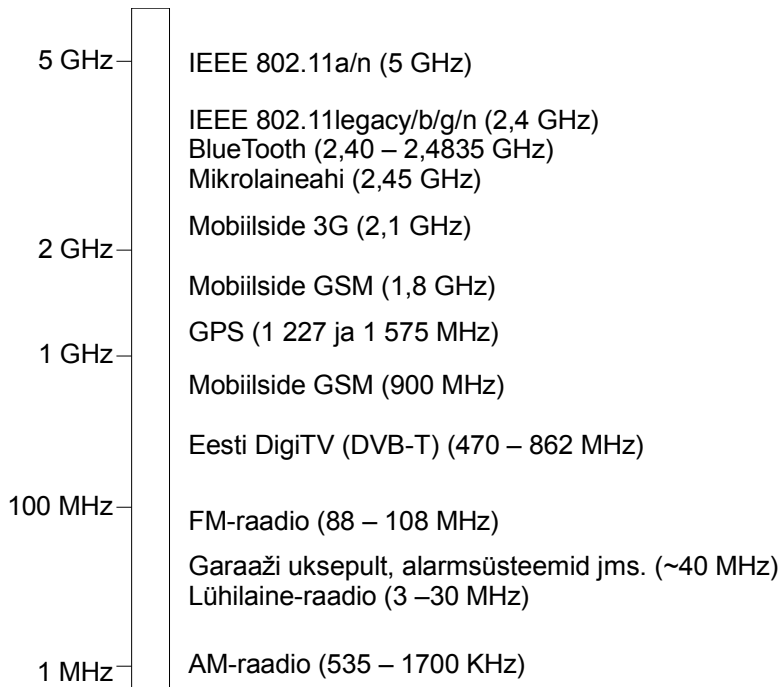 5 GHz
IEEE 802.11a/n (5 GHz)
IEEE 802.11legacy/b/g/n (2,4 GHz)
BlueTooth (2,40 – 2,4835 GHz)
Mikrolaineahi (2,45 GHz)
Mobiilside 3G (2,1 GHz)
2 GHz
Mobiilside GSM (1,8 GHz)
GPS (1 227 ja 1 575 MHz)
1 GHz
Mobiilside GSM (900 MHz)
Eesti DigiTV (DVB-T) (470 – 862 MHz)
100 MHz
FM-raadio (88 – 108 MHz)
Garaaži uksepult, alarmsüsteemid jms. (~40 MHz)
Lühilaine-raadio (3 –30 MHz)
AM-raadio (535 – 1700 KHz)
1 MHz